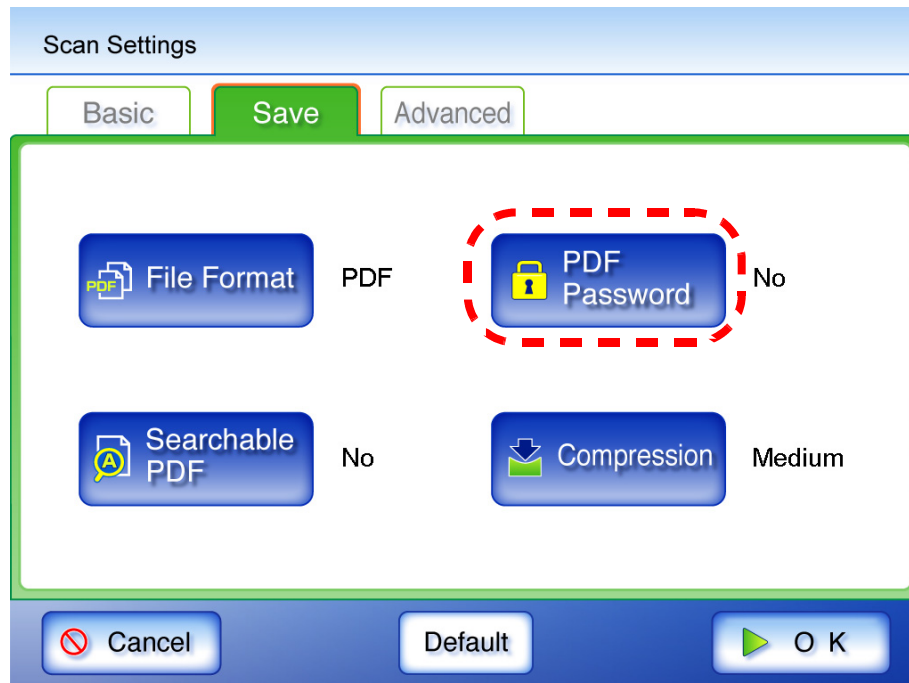 Scan Settings
Basic
Save
Advanced
PDF
File Format
PDF
PDF
Password
No
A
Searchable
PDF
No
Compression
Medium
Cancel
Default
O K